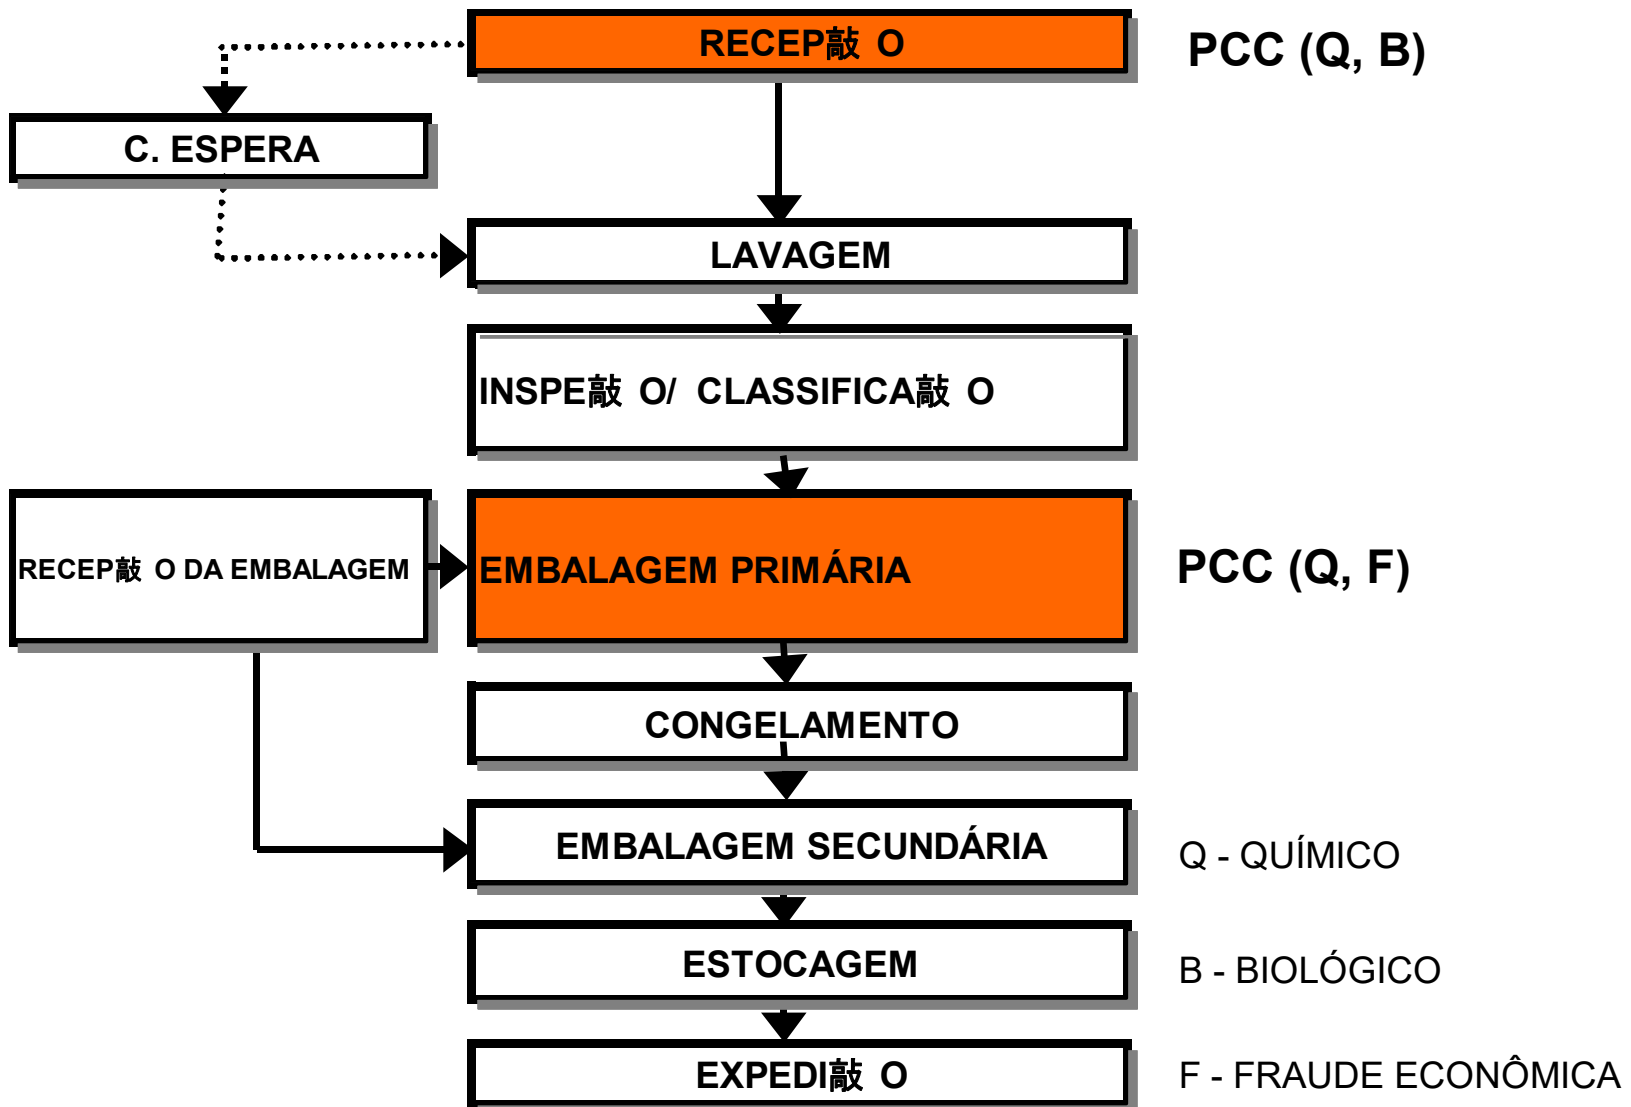 RECEP敲 O
PCC (Q, B)
C. ESPERA
LAVAGEM
INSPE敲 O/ CLASSIFICA敲 O
RECEP敲 O DA EMBALAGEM
EMBALAGEM PRIMÁRIA
PCC (Q, F)
CONGELAMENTO
EMBALAGEM SECUNDÁRIA
Q - QUÍMICO
ESTOCAGEM
B - BIOLÓGICO
EXPEDI敲 O
F - FRAUDE ECONÔMICA